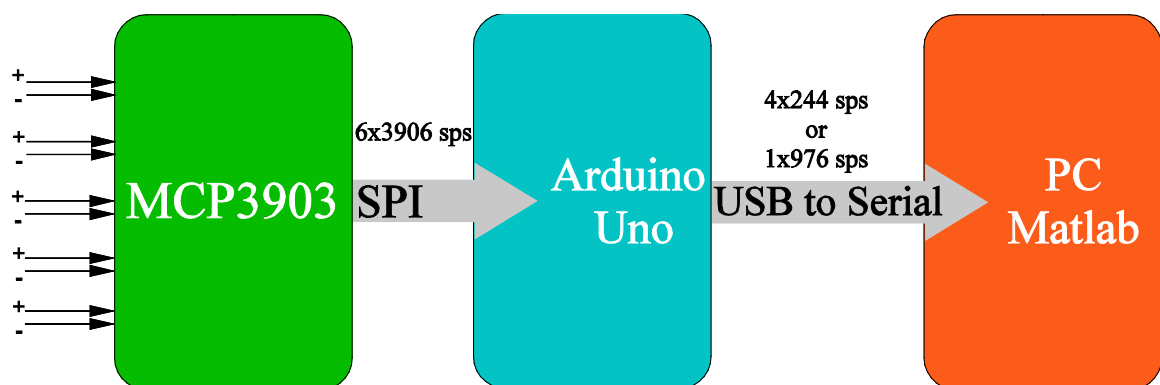 +
-
+
-
+
-
+
-
+
-
MCP3903
6x3906 sps
SPI
Arduino
Uno
4x244 sps
or
1x976 sps
USB to Serial
PC
Matlab